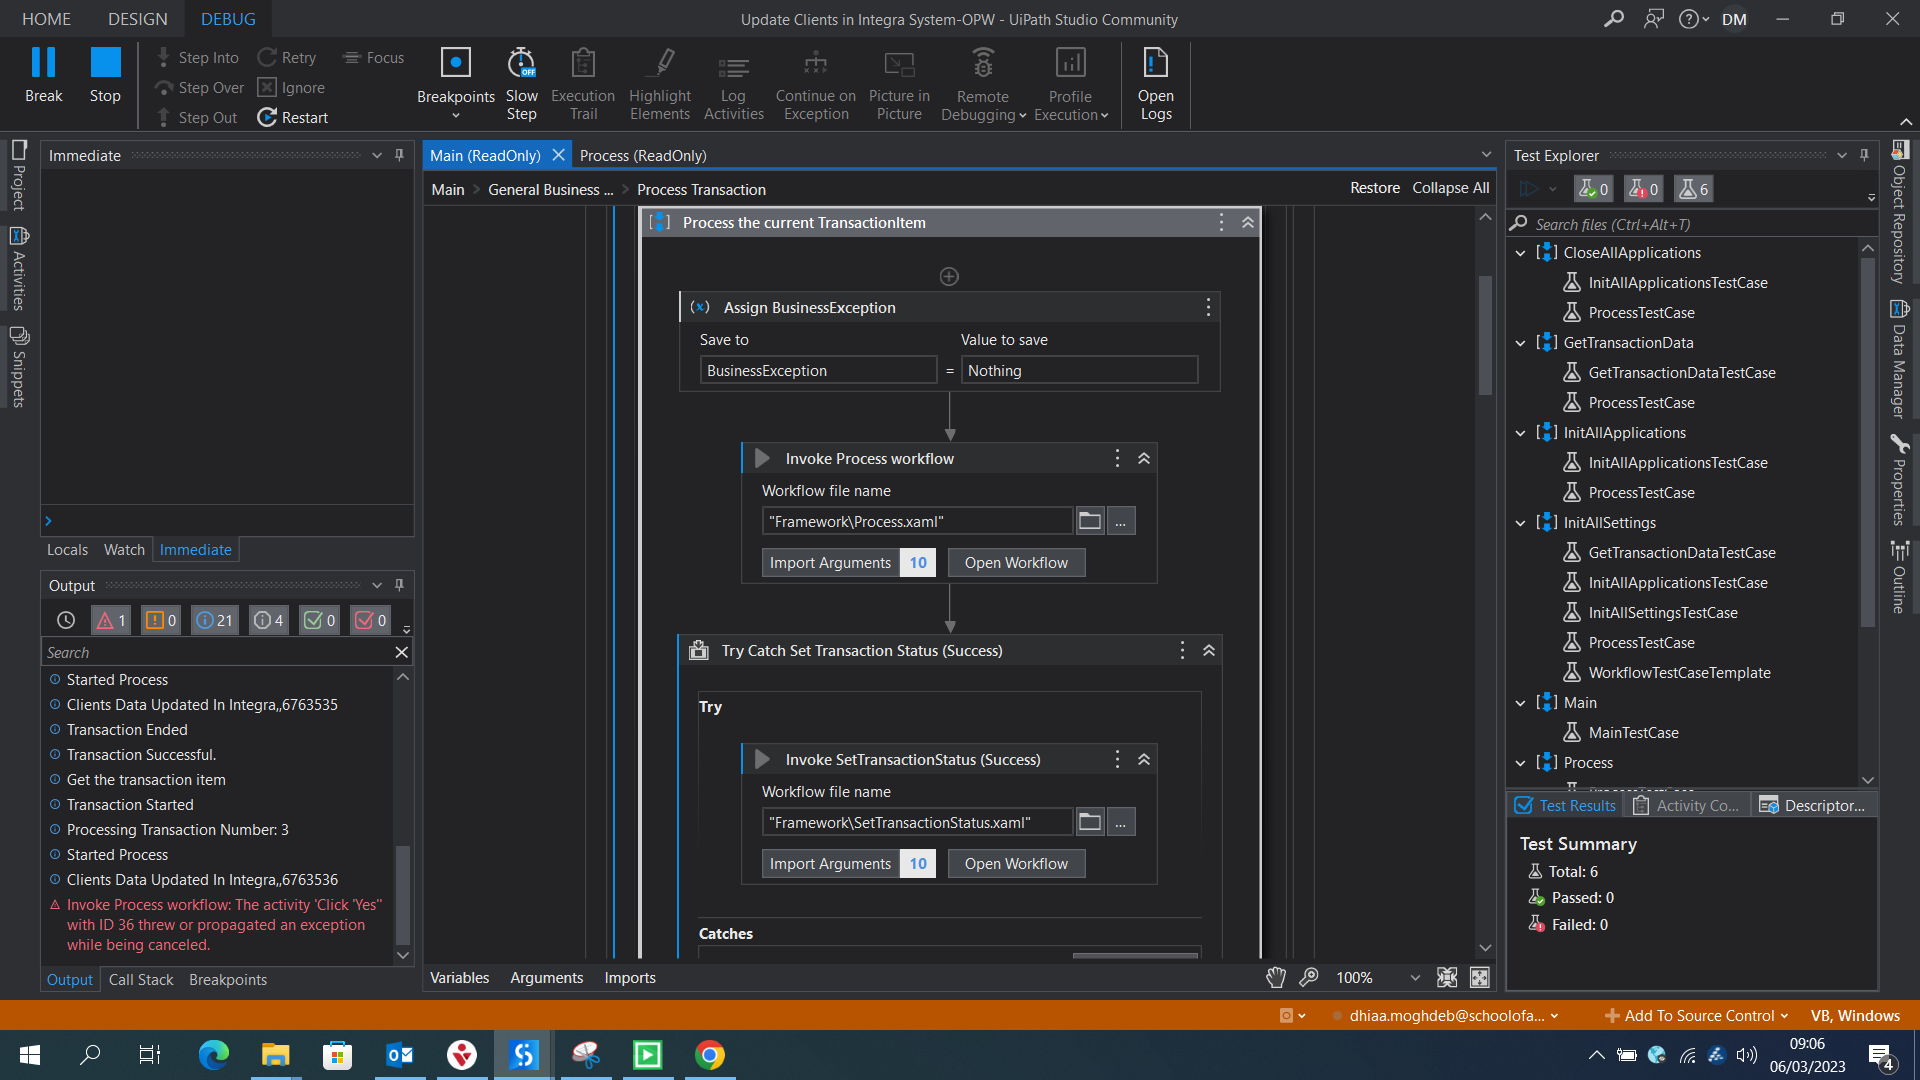 HOME
DESIGN
DEBUG
Update Clients in Integra System-OPW - UiPath Studio Community
DM
Break
Stop
Step Into
Step Over
Step Out
Retry
Ignore
Restart
Focus
Breakpoints
Slow
Step
OFF
Execution
Trail
Highlight
Elements
Log
Activities
Continue on
Exception
Picture in
Picture
Remote
Debugging
Profile
Execution
Open
Logs
Project
Activities
Snippets
Immediate
Locals
Watch
Immediate
Output
1
0
21
4
0
0
Search
Started Process
Clients Data Updated In Integra,,6763535
Transaction Ended
Transaction Successful.
Get the transaction item
Transaction Started
Processing Transaction Number: 3
Started Process
Clients Data Updated In Integra,,6763536
Invoke Process workflow: The activity 'Click 'Yes''
with ID 36 threw or propagated an exception
while being canceled.
Output
Call Stack
Breakpoints
Main (ReadOnly)
Process (ReadOnly)
Main > General Business ... > Process Transaction
Restore
Collapse All
Process the current TransactionItem
Assign BusinessException
Save to
Value to save
BusinessException
=
Nothing
Invoke Process workflow
Workflow file name
"Framework\Process.xaml"
...
Import Arguments
10
Open Workflow
Try Catch Set Transaction Status (Success)
Try
Invoke SetTransactionStatus (Success)
Workflow file name
"Framework\SetTransactionStatus.xaml"
...
Import Arguments
10
Open Workflow
Catches
Variables
Arguments
Imports
100%
Test Explorer
0
0
6
Search files (Ctrl+Alt+T)
CloseAllApplications
InitAllApplicationsTestCase
ProcessTestCase
GetTransactionData
GetTransactionDataTestCase
ProcessTestCase
InitAllApplications
InitAllApplicationsTestCase
ProcessTestCase
InitAllSettings
GetTransactionDataTestCase
InitAllApplicationsTestCase
InitAllSettingsTestCase
ProcessTestCase
WorkflowTestCaseTemplate
Main
MainTestCase
Process
Test Results
Activity Co...
Descriptor...
Test Summary
Total: 6
Passed: 0
Failed: 0
Object Repository
Data Manager
Properties
Outline
dhiaa.moghdeb@schoolofa...
Add To Source Control
VB, Windows
09:06
06/03/2023
4